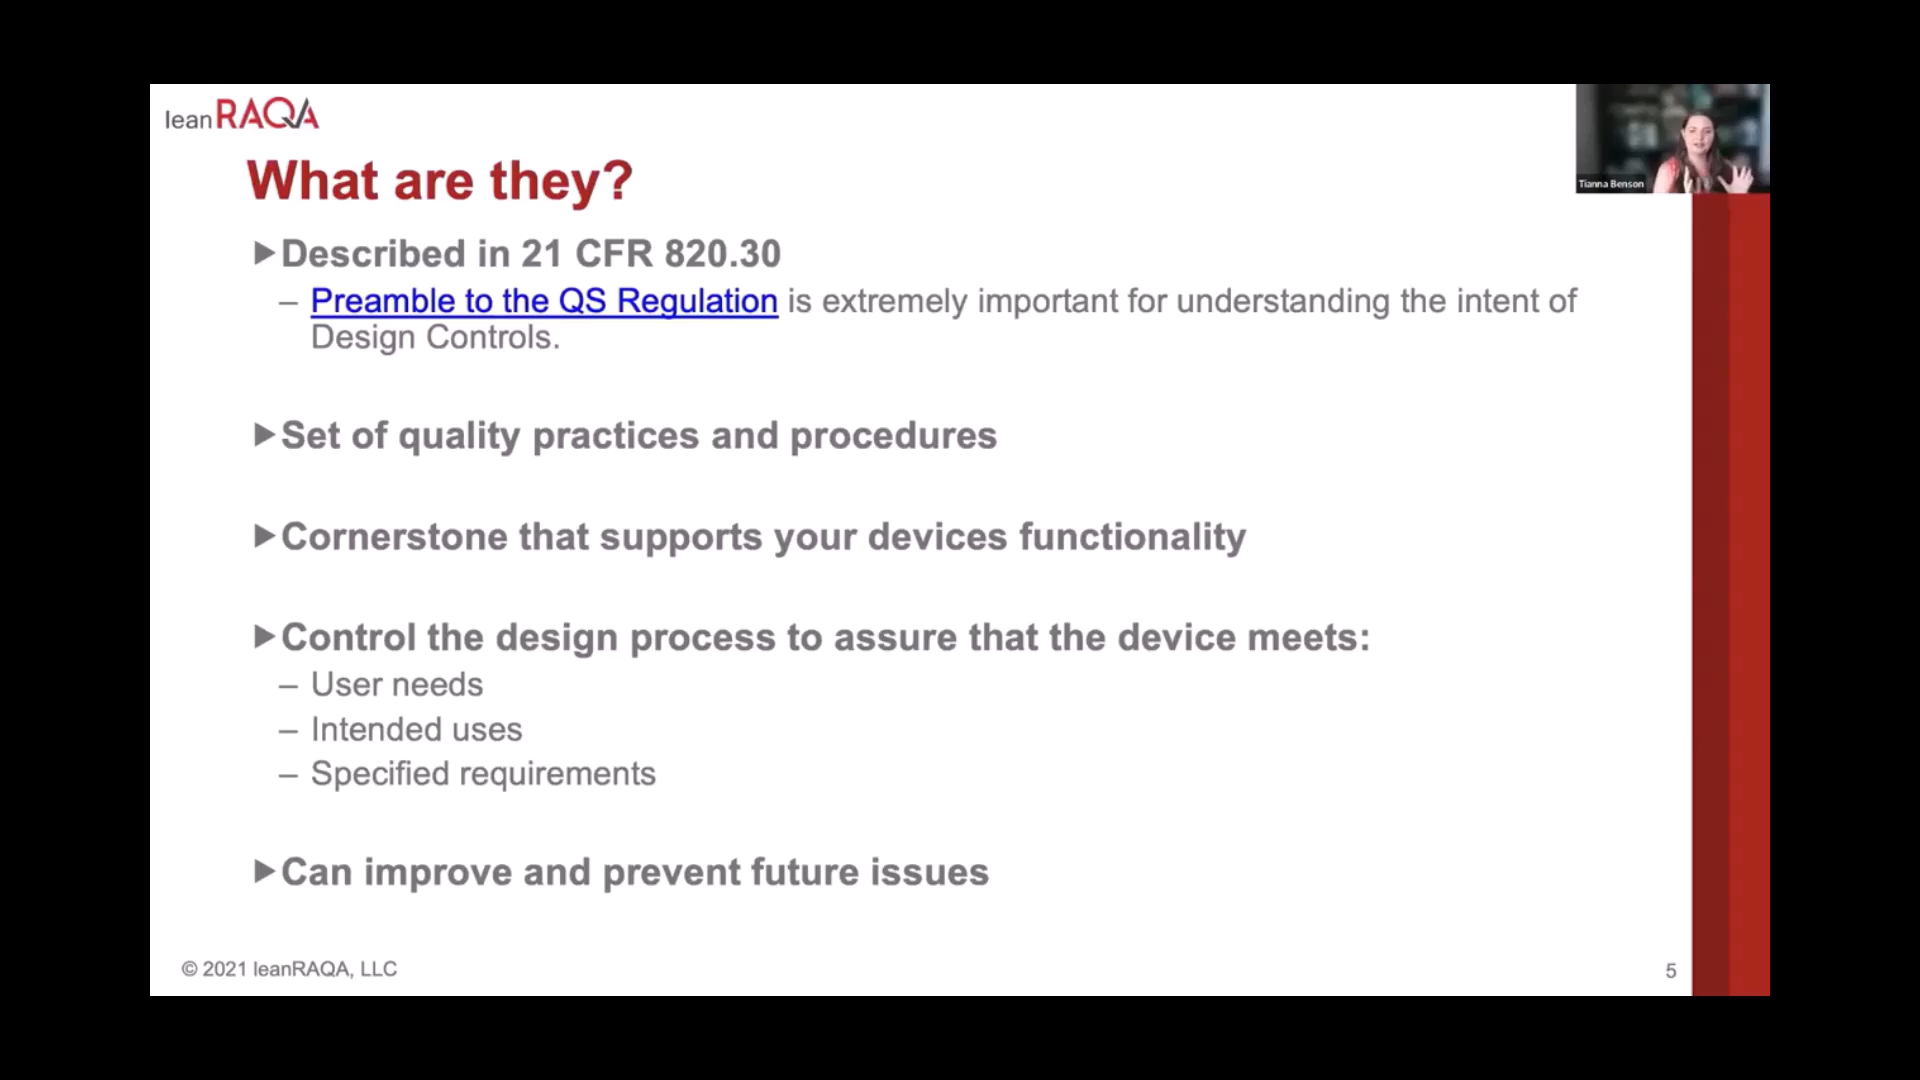 lean RAQA
Tianna Benson
What are they?
▶Described in 21 CFR 820.30
– Preamble to the QS Regulation is extremely important for understanding the intent of
Design Controls.
▶Set of quality practices and procedures
▶Cornerstone that supports your devices functionality
▶Control the design process to assure that the device meets:
– User needs
– Intended uses
– Specified requirements
▶Can improve and prevent future issues
© 2021 leanRAQA, LLC
5